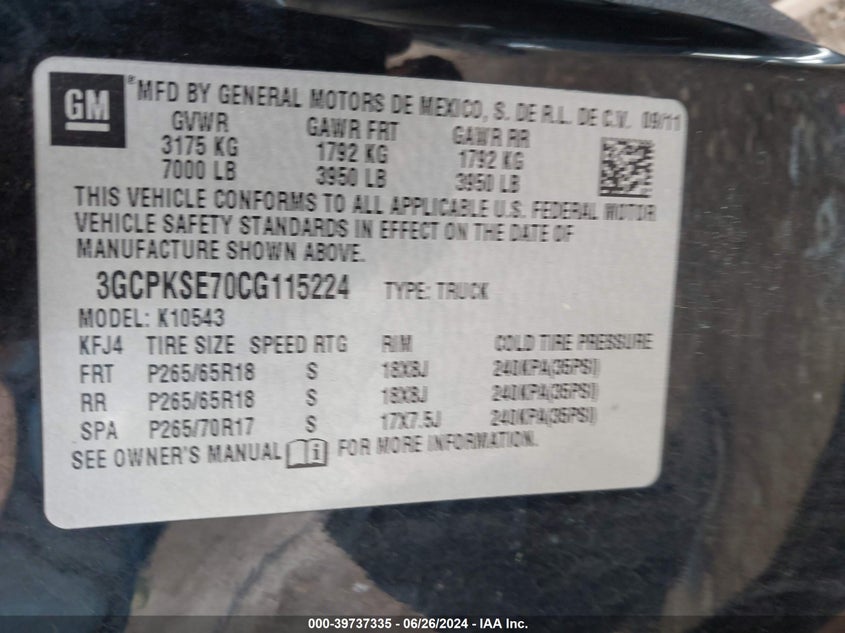 GM
®MFD BY GENERAL MOTORS DE MEXICO, S. DE R.L. DE C.V. 09/11
GVWR GAWR FRT GAWR RR
3175 KG 1792 KG 1792 KG
7000 LB 3950 LB 3950 LB
THIS VEHICLE CONFORMS TO ALL APPLICABLE U.S. FEDERAL MOTOR
VEHICLE SAFETY STANDARDS IN EFFECT ON THE DATE OF
MANUFACTURE SHOWN ABOVE.
3GCPKSE70CG115224 TYPE: TRUCK
MODEL: K10543
KFJ4 TIRE SIZE SPEED RTG RIM COLD TIRE PRESSURE
FRT P265/65R18 S 18X8J 240KPA(35PSI)
RR P265/65R18 S 18X8J 240KPA(35PSI)
SPA P265/70R17 S 17X7.5J 240KPA(35PSI)
SEE OWNER'S MANUAL i FOR MORE INFORMATION.
000-39737335 - 06/26/2024 - IAA Inc.